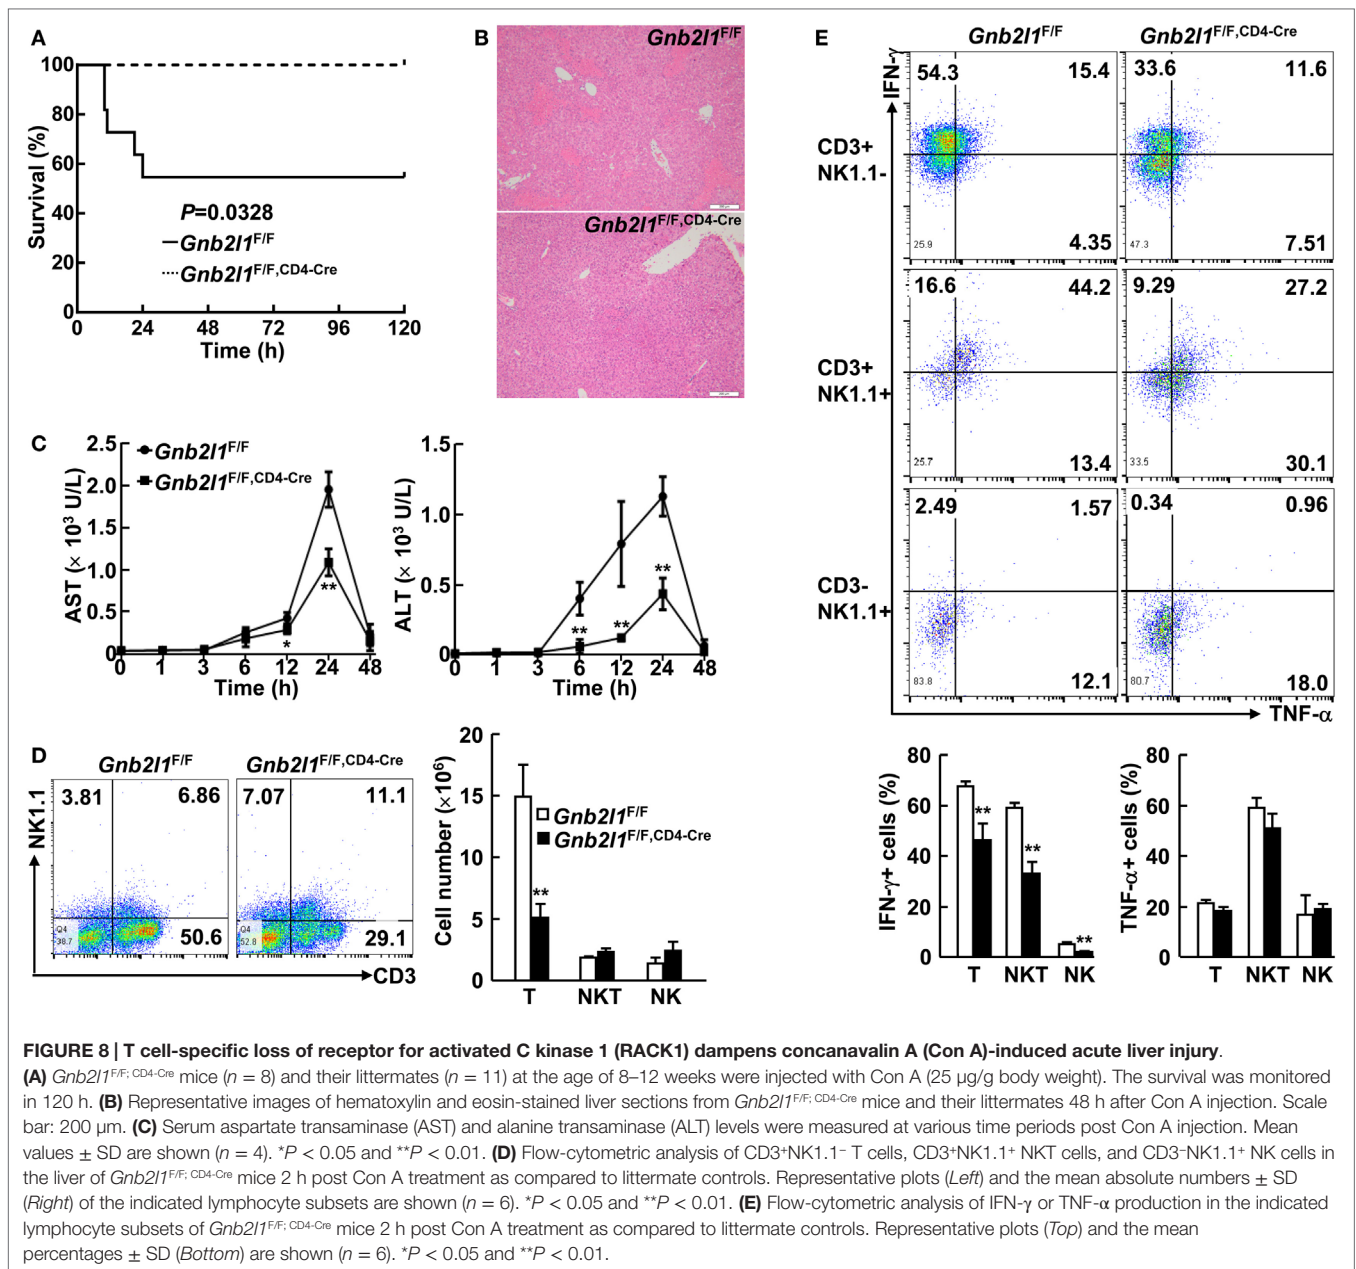 A
100
80
60
40
20
0
Survival (%)
P=0.0328
Gnb2l1F/F
Gnb2l1F/F,CD4-Cre
0 24 48 72 96 120
Time (h)
B
Gnb2l1F/F
Gnb2l1F/F,CD4-Cre
C
2.5
2.0
1.5
1.0
0.5
0
AST (× 10³ U/L)
Gnb2l1F/F
Gnb2l1F/F,CD4-Cre
*
**
0 1 3 6 12 24 48
Time (h)
1.5
1.0
0.5
0
ALT (× 10³ U/L)
**
**
**
0 1 3 6 12 24 48
Time (h)
D
Gnb2l1F/F
Gnb2l1F/F,CD4-Cre
NK1.1
3.81 6.86
Q4
38.7
50.6
7.07 11.1
Q4
52.8
29.1
CD3
20
15
10
5
0
Cell number (×10⁶)
Gnb2l1F/F
Gnb2l1F/F,CD4-Cre
**
T NKT NK
E
Gnb2l1F/F
Gnb2l1F/F,CD4-Cre
IFN-γ
CD3+
NK1.1-
54.3 15.4
25.9 4.35
33.6 11.6
47.3 7.51
CD3+
NK1.1+
16.6 44.2
25.7 13.4
9.29 27.2
33.5 30.1
CD3-
NK1.1+
2.49 1.57
83.8 12.1
0.34 0.96
80.7 18.0
TNF-α
80
60
40
20
0
IFN-γ+ cells (%)
**
**
**
T NKT NK
80
60
40
20
0
TNF-α+ cells (%)
T NKT NK
FIGURE 8 | T cell-specific loss of receptor for activated C kinase 1 (RACK1) dampens concanavalin A (Con A)-induced acute liver injury.
(A) Gnb2l1F/F; CD4-Cre mice (n = 8) and their littermates (n = 11) at the age of 8–12 weeks were injected with Con A (25 μg/g body weight). The survival was monitored
in 120 h. (B) Representative images of hematoxylin and eosin-stained liver sections from Gnb2l1F/F; CD4-Cre mice and their littermates 48 h after Con A injection. Scale
bar: 200 μm. (C) Serum aspartate transaminase (AST) and alanine transaminase (ALT) levels were measured at various time periods post Con A injection. Mean
values ± SD are shown (n = 4). *P < 0.05 and **P < 0.01. (D) Flow-cytometric analysis of CD3⁺NK1.1⁻ T cells, CD3⁺NK1.1⁺ NKT cells, and CD3⁻NK1.1⁺ NK cells in
the liver of Gnb2l1F/F; CD4-Cre mice 2 h post Con A treatment as compared to littermate controls. Representative plots (Left) and the mean absolute numbers ± SD
(Right) of the indicated lymphocyte subsets are shown (n = 6). *P < 0.05 and **P < 0.01. (E) Flow-cytometric analysis of IFN-γ or TNF-α production in the indicated
lymphocyte subsets of Gnb2l1F/F; CD4-Cre mice 2 h post Con A treatment as compared to littermate controls. Representative plots (Top) and the mean
percentages ± SD (Bottom) are shown (n = 6). *P < 0.05 and **P < 0.01.